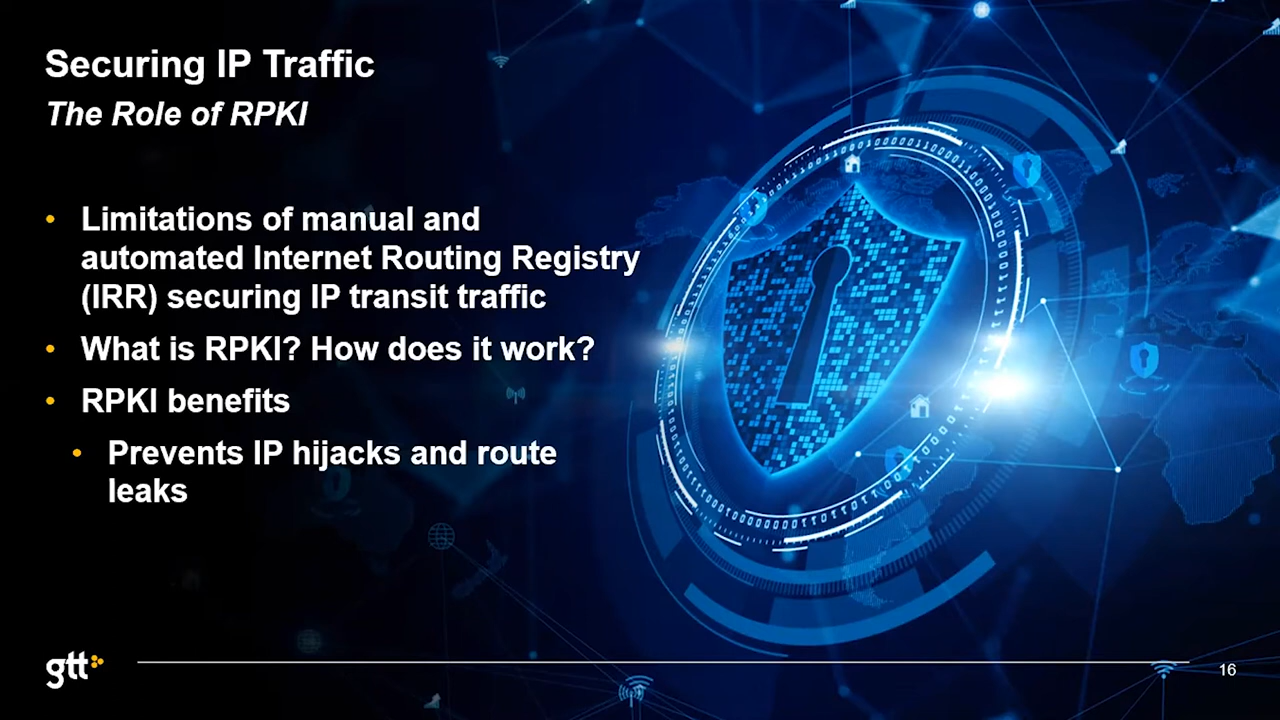 Securing IP Traffic
The Role of RPKI
• Limitations of manual and
automated Internet Routing Registry
(IRR) securing IP transit traffic
• What is RPKI? How does it work?
• RPKI benefits
• Prevents IP hijacks and route
leaks
gtt
16